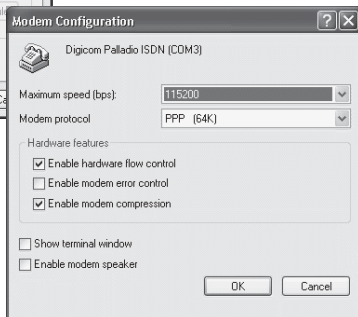 Modem Configuration
Digicom Palladio ISDN (COM3)
Maximum speed (bps):
115200
Modem protocol
PPP (64K)
Hardware features
Enable hardware flow control
Enable modem error control
Enable modem compression
Show terminal window
Enable modem speaker
OK
Cancel